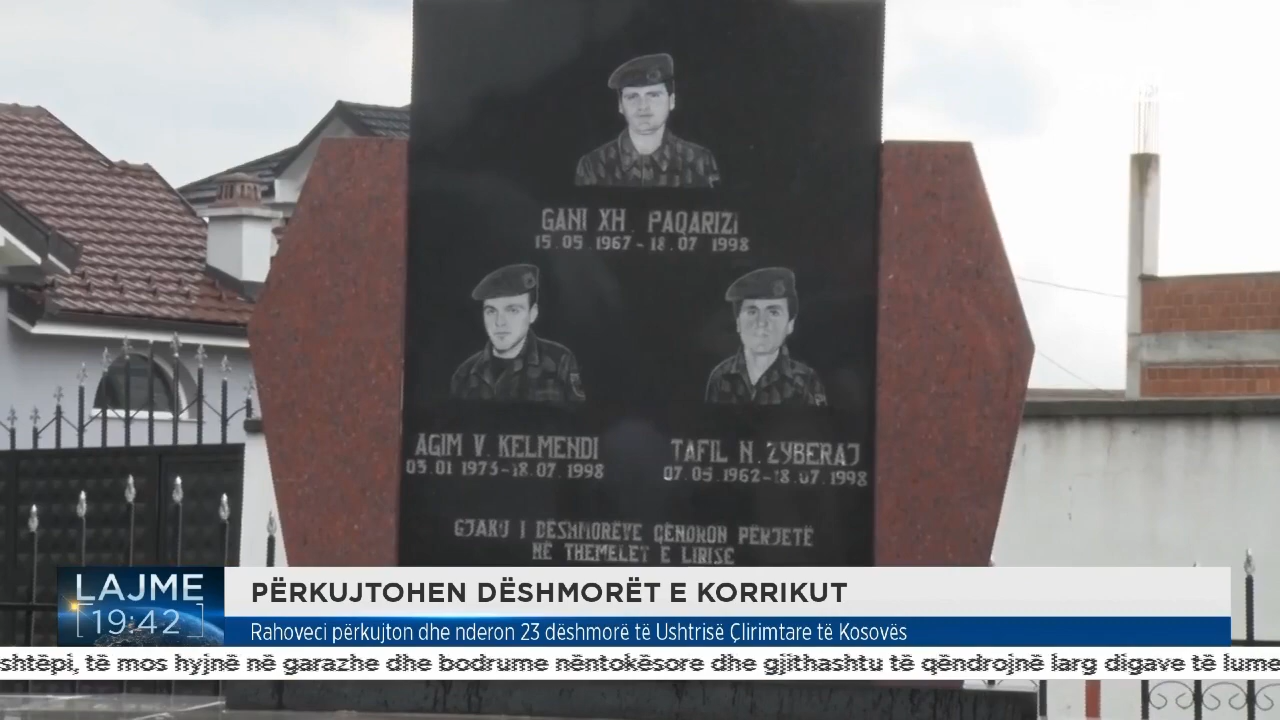 GANI XH. PAQARIZI
15.05 1967-18.07 1998
AGIM V. KELMENDI
03.01 1973-18.07.1998
TAFIL N. ZYBERAJ
07.05 1962-18.07.1998
GJAKU I DËSHMORËVE QËNDRON PËRJETË
NË THEMELET E LIRISË
LAJME
19:42
PËRKUJTOHEN DËSHMORËT E KORRIKUT
Rahoveci përkujton dhe nderon 23 dëshmorë të Ushtrisë Çlirimtare të Kosovës
shtëpi, të mos hyjnë në garazhe dhe bodrume nëntokësore dhe gjithashtu të qëndrojnë larg digave të lume